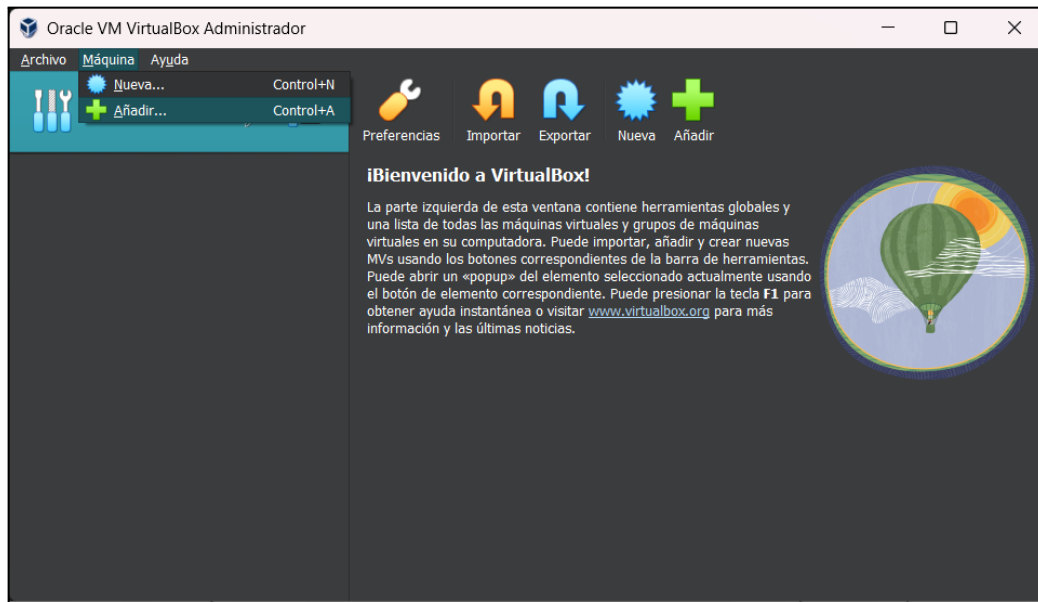 Oracle VM VirtualBox Administrador
Archivo Máquina Ayuda
Nueva... Control+N
Añadir... Control+A
Preferencias Importar Exportar Nueva Añadir
¡Bienvenido a VirtualBox!
La parte izquierda de esta ventana contiene herramientas globales y
una lista de todas las máquinas virtuales y grupos de máquinas
virtuales en su computadora. Puede importar, añadir y crear nuevas
MVs usando los botones correspondientes de la barra de herramientas.
Puede abrir un «popup» del elemento seleccionado actualmente usando
el botón de elemento correspondiente. Puede presionar la tecla F1 para
obtener ayuda instantánea o visitar www.virtualbox.org para más
información y las últimas noticias.